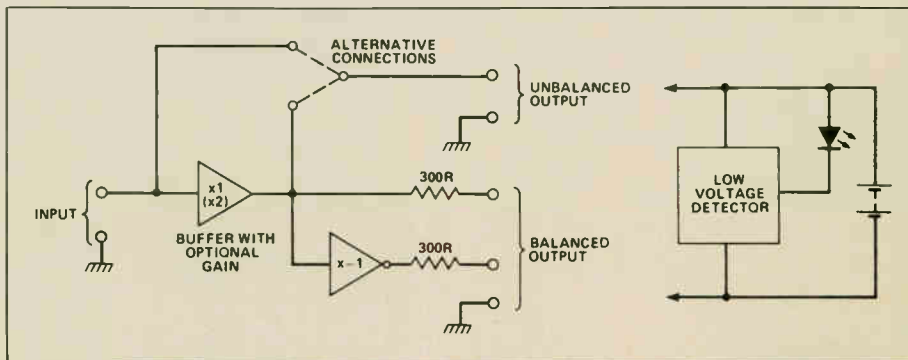 ALTERNATIVE
CONNECTIONS
UNBALANCED
OUTPUT
INPUT
x1
(x2)
BUFFER WITH
OPTIONAL
GAIN
300R
x–1
300R
BALANCED
OUTPUT
LOW
VOLTAGE
DETECTOR